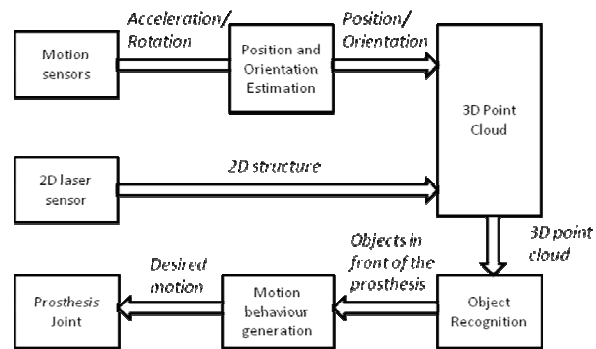 Acceleration/
Rotation
Position/
Orientation
Motion
sensors
Position and
Orientation
Estimation
3D Point
Cloud
2D laser
sensor
2D structure
3D point
cloud
Objects in
front of the
prosthesis
Desired
motion
Prosthesis
Joint
Motion
behaviour
generation
Object
Recognition